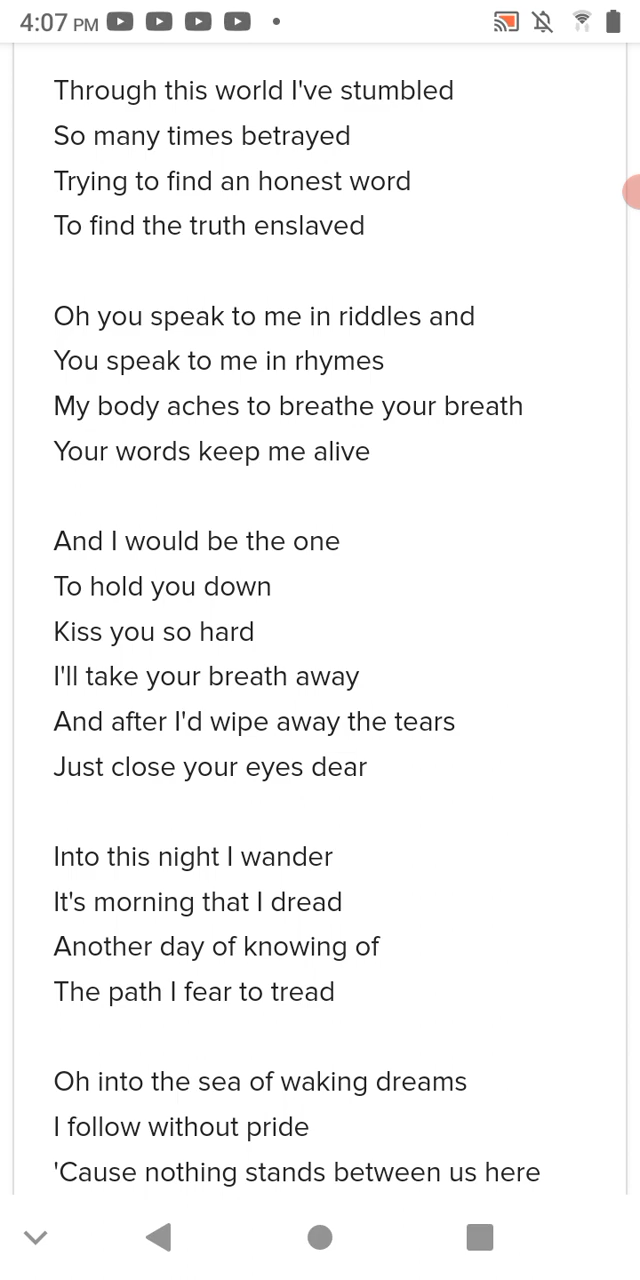 4:07 PM
Through this world I've stumbled
So many times betrayed
Trying to find an honest word
To find the truth enslaved
Oh you speak to me in riddles and
You speak to me in rhymes
My body aches to breathe your breath
Your words keep me alive
And I would be the one
To hold you down
Kiss you so hard
I'll take your breath away
And after I'd wipe away the tears
Just close your eyes dear
Into this night I wander
It's morning that I dread
Another day of knowing of
The path I fear to tread
Oh into the sea of waking dreams
I follow without pride
'Cause nothing stands between us here